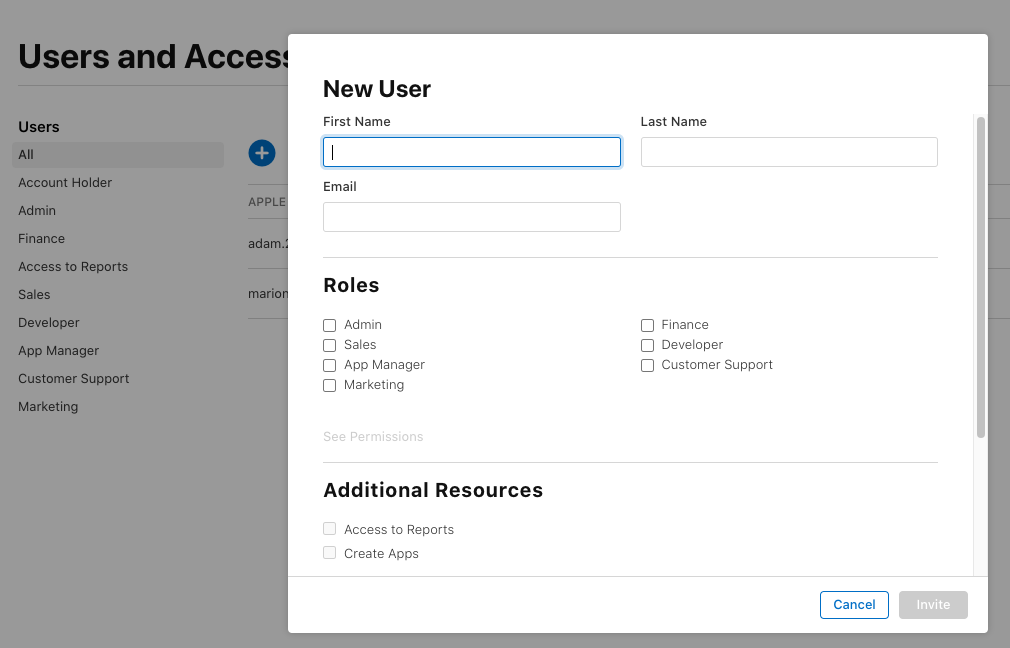 Users and Access
New User
First Name
Last Name
Email
Users
All
Account Holder
Admin
Finance
Access to Reports
Sales
Developer
App Manager
Customer Support
Marketing
APPLE
adam.2
marion
Roles
Admin
Sales
App Manager
Marketing
Finance
Developer
Customer Support
See Permissions
Additional Resources
Access to Reports
Create Apps
Cancel
Invite